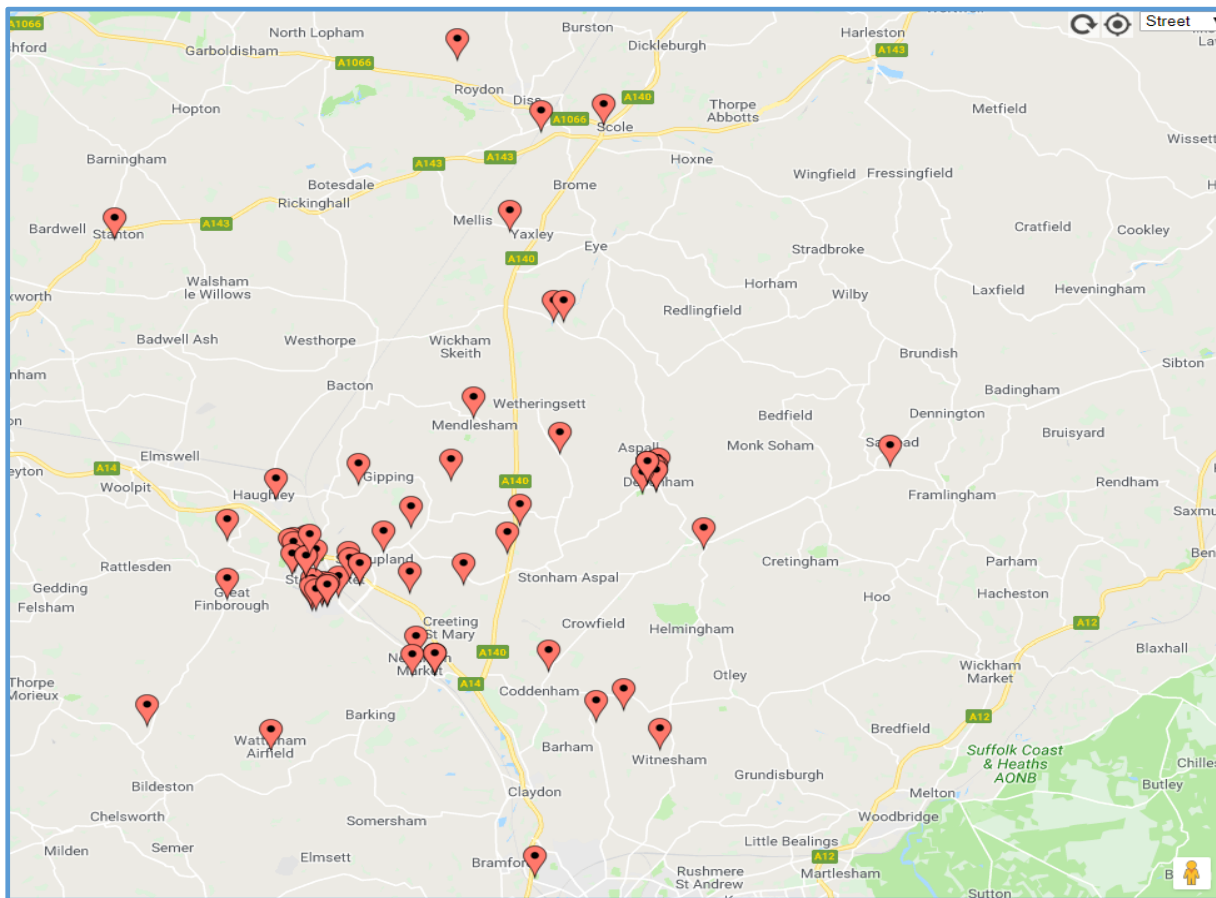 A1066
North Lopham
Burston
Harleston
Street
Garboldisham
Dickleburgh
A143
A1066
Roydon
Diss
A140
Thorpe
Abbotts
Metfield
Hopton
A1066
Scole
Barningham
A143
A143
Hoxne
Wingfield
Fressingfield
Botesdale
Rickinghall
Brome
Bardwell
Stanton
A143
Mellis
Yaxley
Cratfield
Cookley
Eye
Stradbroke
A140
Walsham
le Willows
Horham
Wilby
Laxfield
Heveningham
Redlingfield
Badwell Ash
Westhorpe
Wickham
Skeith
Brundish
Sibton
Bacton
Badingham
Wetheringsett
Bedfield
Dennington
Mendlesham
Bruisyard
Aspall
Monk Soham
Elmswell
A14
Gipping
A140
Rendham
Woolpit
Haughley
Framlingham
Rattlesden
Cretingham
Parham
Gedding
Stonham Aspal
Felsham
Great
Finborough
Hoo
Hacheston
Creeting
St Mary
Crowfield
Helmingham
A12
Blaxhall
A140
Market
Wickham
Market
Thorpe
Morieux
A14
Coddenham
Otley
Barking
A12
Bredfield
Airfield
Barham
Witnesham
Suffolk Coast
& Heaths
AONB
Grundisburgh
Bildeston
Claydon
Melton
Butley
Chelsworth
Somersham
Woodbridge
Milden
Semer
Elmsett
Bramford
Little Bealings
A12
Martlesham
Rushmere
St Andrew
Sutton